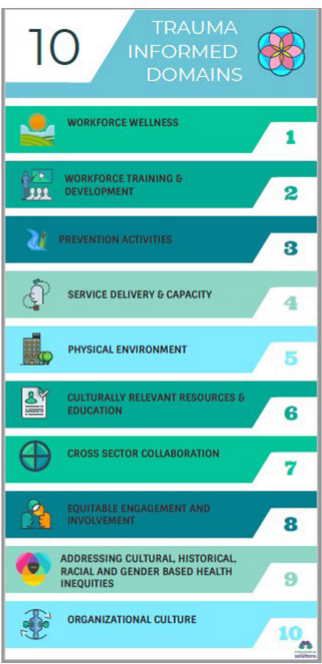 10
TRAUMA
INFORMED
DOMAINS
WORKFORCE WELLNESS
1
WORKFORCE TRAINING &
DEVELOPMENT
2
PREVENTION ACTIVITIES
3
SERVICE DELIVERY & CAPACITY
4
PHYSICAL ENVIRONMENT
5
CULTURALLY RELEVANT RESOURCES &
EDUCATION
6
CROSS SECTOR COLLABORATION
7
EQUITABLE ENGAGEMENT AND
INVOLVEMENT
8
ADDRESSING CULTURAL, HISTORICAL,
RACIAL AND GENDER BASED HEALTH
INEQUITIES
9
ORGANIZATIONAL CULTURE
10
solutions